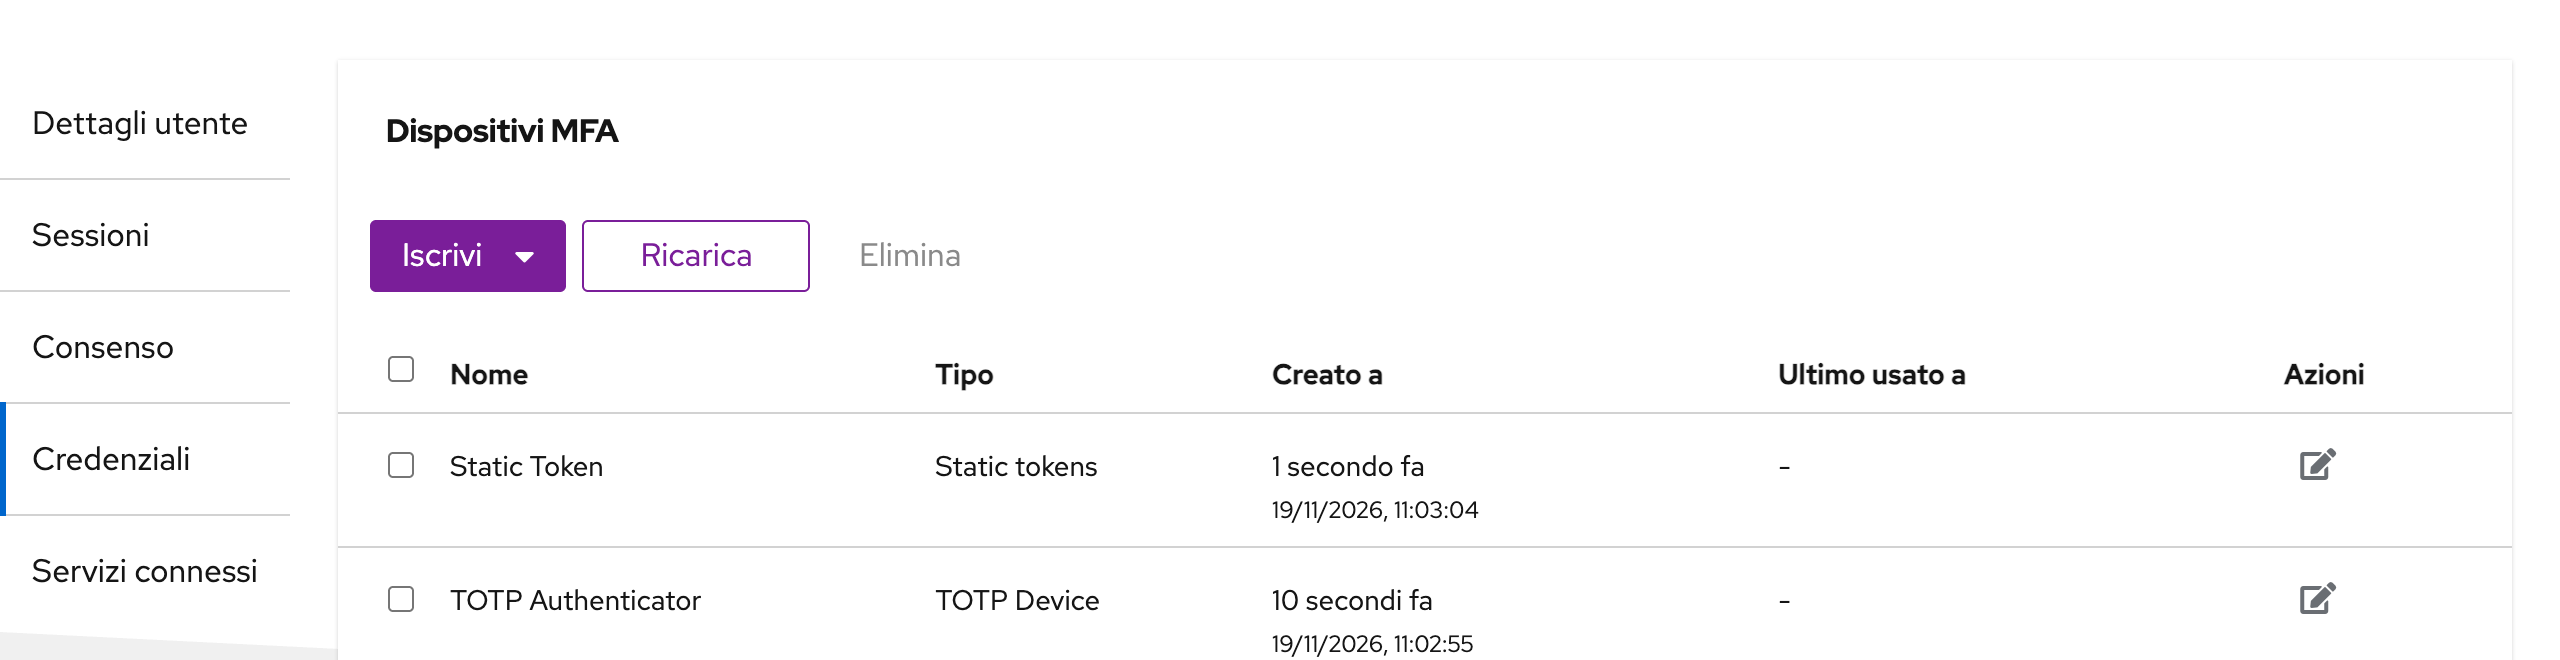 Dettagli utente
Sessioni
Consenso
Credenziali
Servizi connessi
Dispositivi MFA
Iscrivi
Ricarica
Elimina
Nome Tipo Creato a Ultimo usato a Azioni
Static Token Static tokens 1 secondo fa -
19/11/2026, 11:03:04
TOTP Authenticator TOTP Device 10 secondi fa -
19/11/2026, 11:02:55